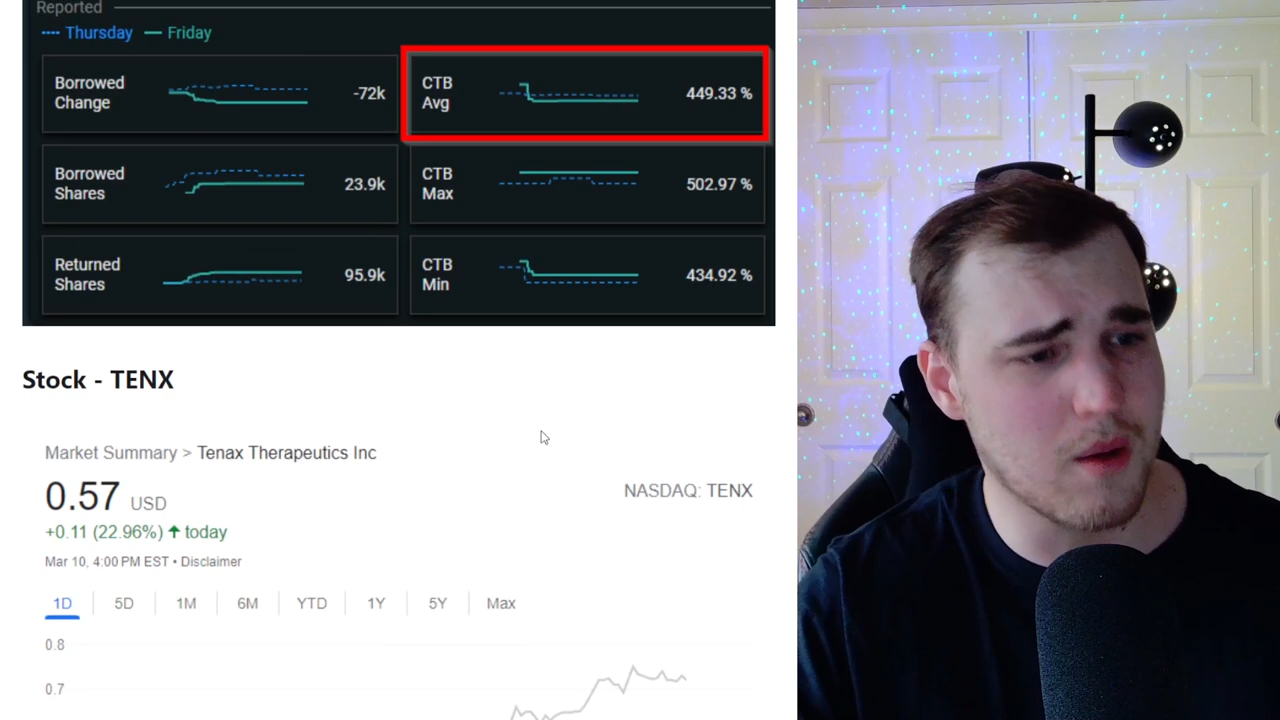 Reported
Thursday Friday
Borrowed Change -72k
CTB Avg 449.33 %
Borrowed Shares 23.9k
CTB Max 502.97 %
Returned Shares 95.9k
CTB Min 434.92 %
Stock - TENX
Market Summary > Tenax Therapeutics Inc
0.57 USD
NASDAQ: TENX
+0.11 (22.96%) ↑ today
Mar 10, 4:00 PM EST • Disclaimer
1D 5D 1M 6M YTD 1Y 5Y Max
0.8
0.7